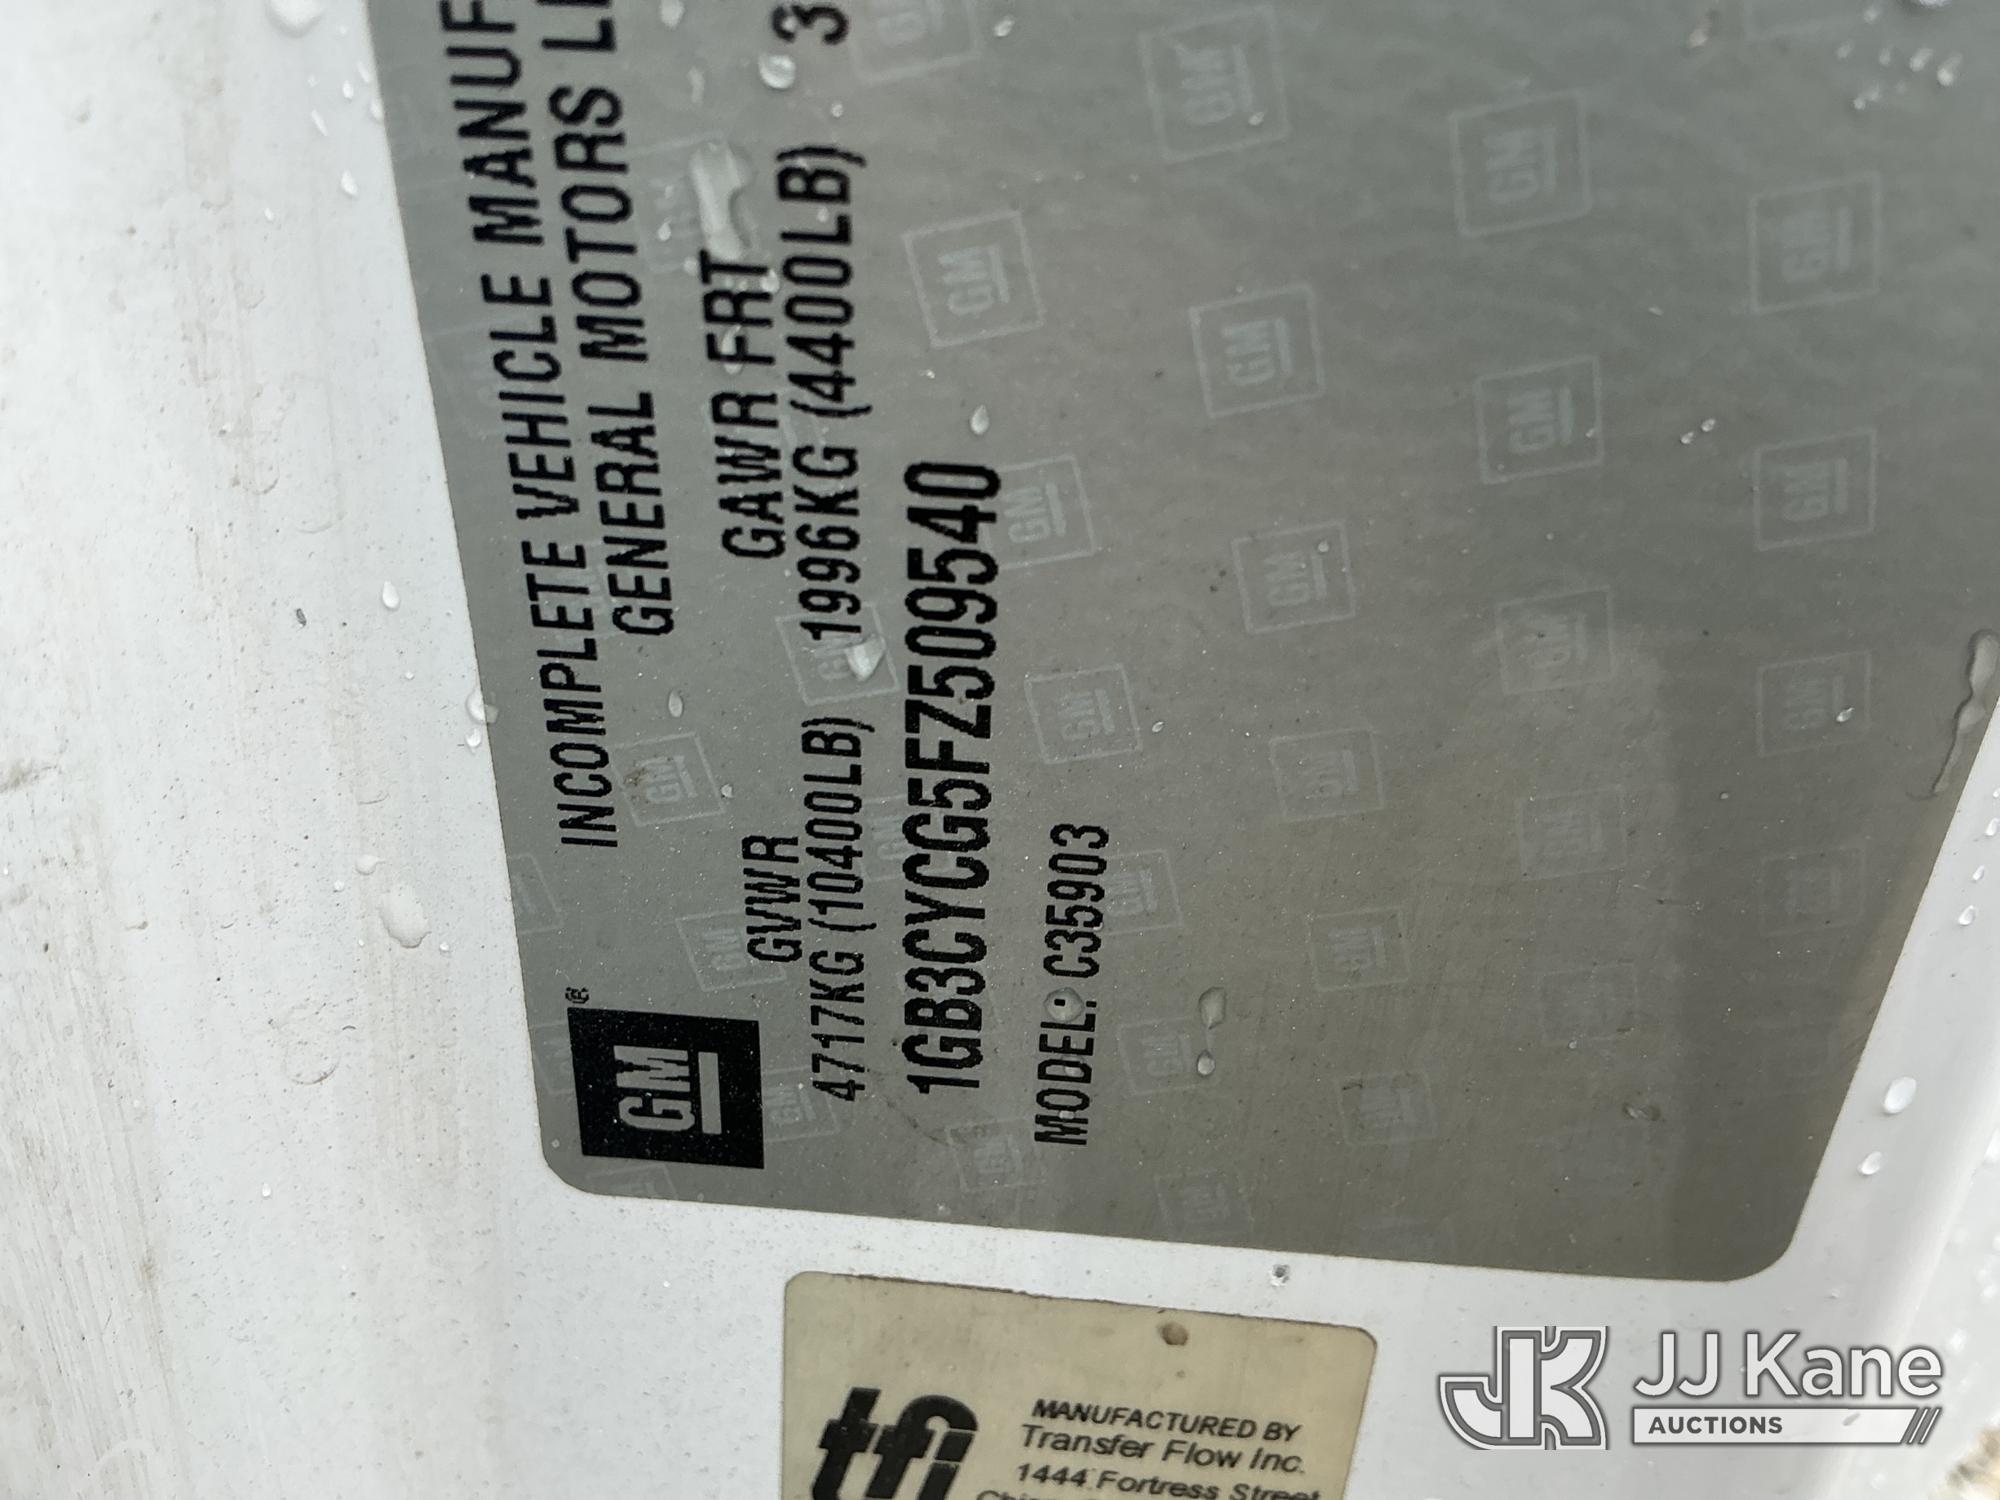 INCOMPLETE VEHICLE MANUF
GENERAL MOTORS
GM®
GVWR GAWR FRT
4717KG (10400LB) 1996KG (4400LB) 3
1GB3CYCG5FZ509540
MODEL: C35903
tfi
MANUFACTURED BY
Transfer Flow Inc.
1444 Fortress Street
JJ Kane
AUCTIONS